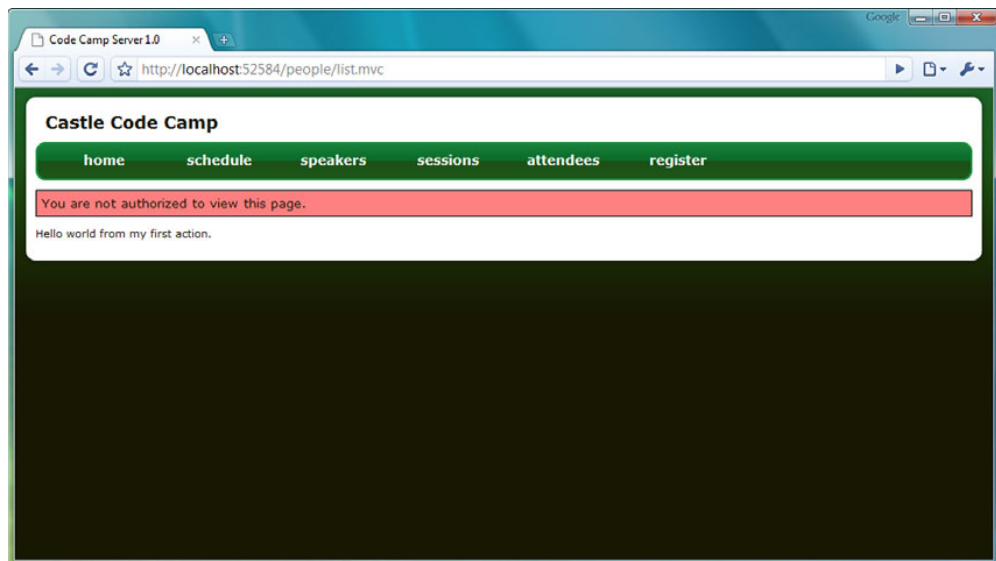 Google
Code Camp Server 1.0
http://localhost:52584/people/list.mvc
Castle Code Camp
home schedule speakers sessions attendees register
You are not authorized to view this page.
Hello world from my first action.